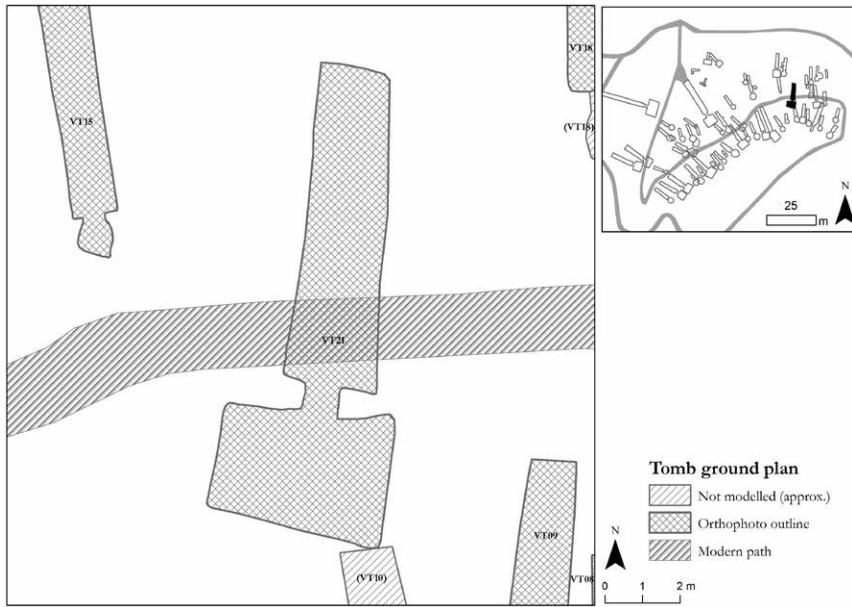 VT15
VT18
(VT18)
VT21
(VT10)
VT09
VT08
N
25
m
Tomb ground plan
Not modelled (approx.)
Orthophoto outline
Modern path
N
0 1 2 m